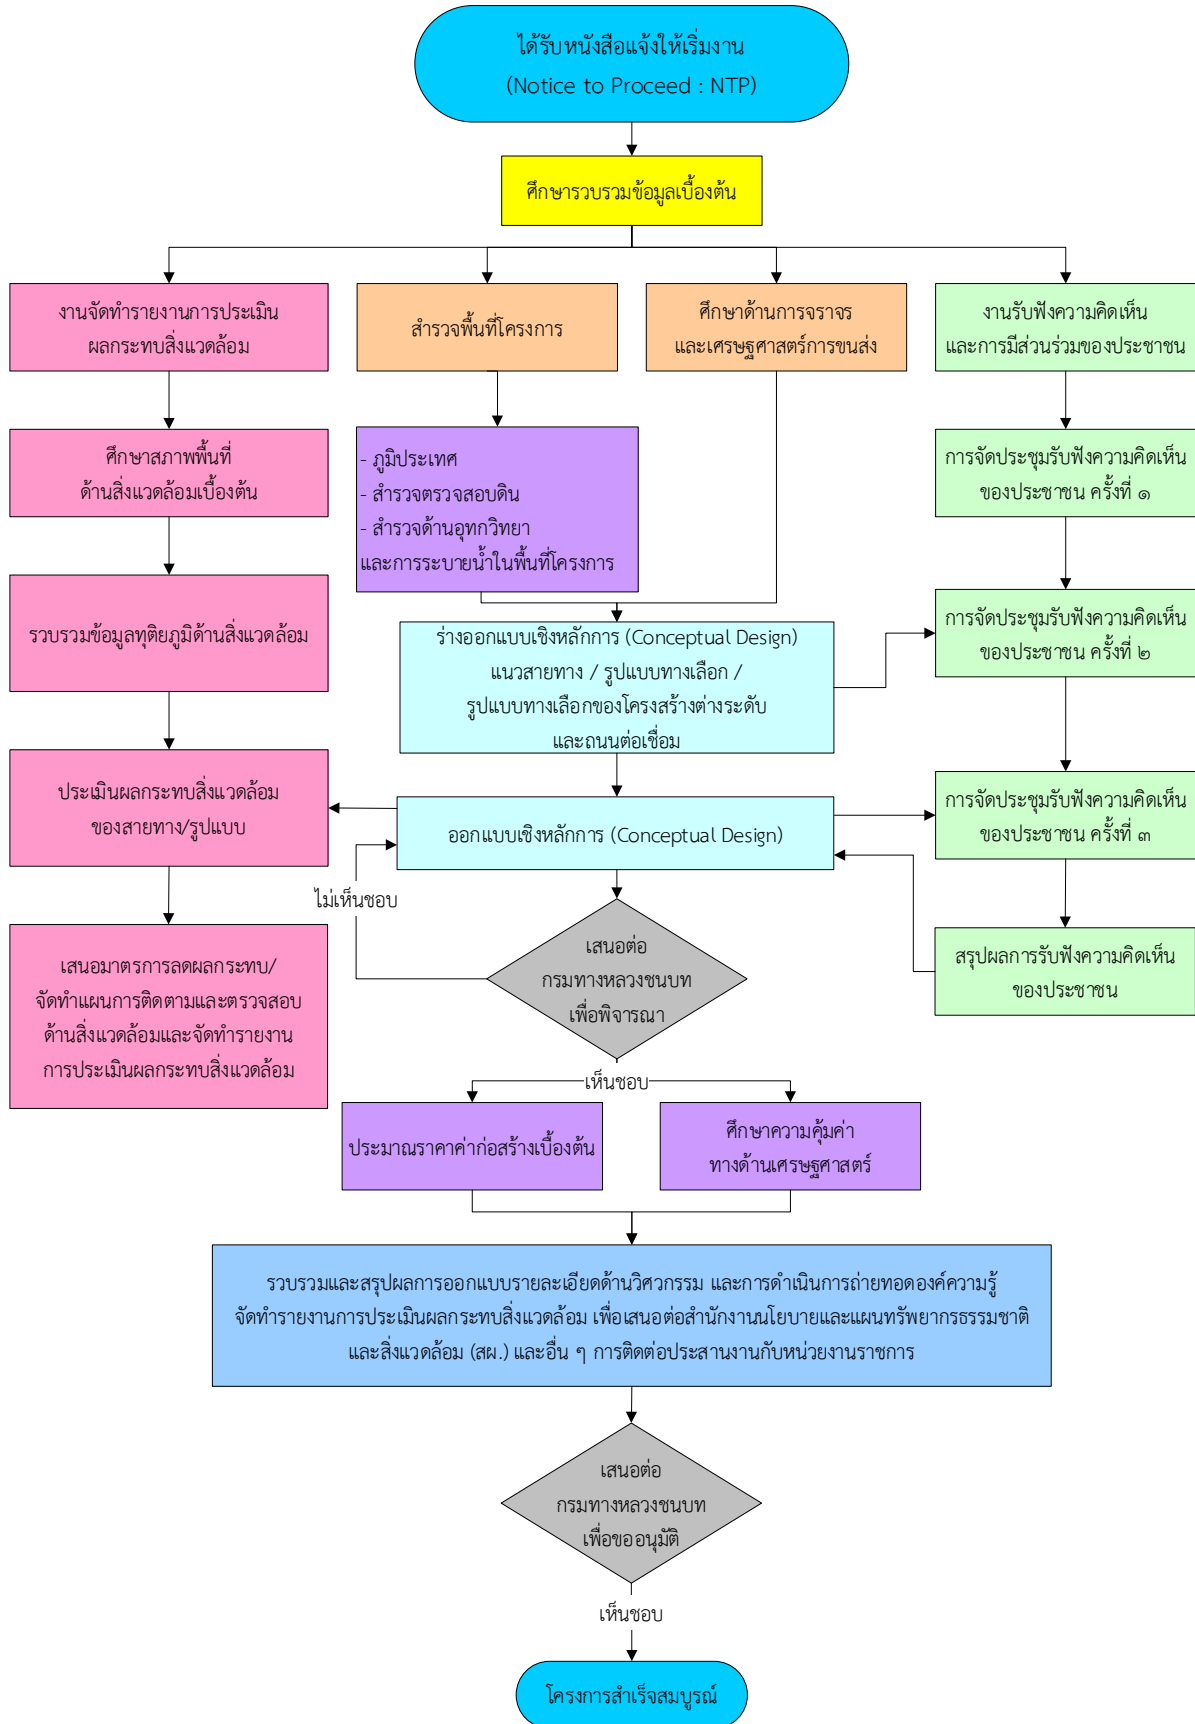 ได้รับหนังสือแจ้งให้เริ่มงาน
(Notice to Proceed : NTP)
ศึกษารวบรวมข้อมูลเบื้องต้น
งานจัดทำรายงานการประเมิน
ผลกระทบสิ่งแวดล้อม
สำรวจพื้นที่โครงการ
ศึกษาด้านการจราจร
และเศรษฐศาสตร์การขนส่ง
งานรับฟังความคิดเห็น
และการมีส่วนร่วมของประชาชน
ศึกษาสภาพพื้นที่
ด้านสิ่งแวดล้อมเบื้องต้น
- ภูมิประเทศ
- สำรวจตรวจสอบดิน
- สำรวจด้านอุทกวิทยา
และการระบายน้ำในพื้นที่โครงการ
การจัดประชุมรับฟังความคิดเห็น
ของประชาชน ครั้งที่ ๑
รวบรวมข้อมูลทุติยภูมิด้านสิ่งแวดล้อม
ร่างออกแบบเชิงหลักการ (Conceptual Design)
แนวสายทาง / รูปแบบทางเลือก /
รูปแบบทางเลือกของโครงสร้างต่างระดับ
และถนนต่อเชื่อม
การจัดประชุมรับฟังความคิดเห็น
ของประชาชน ครั้งที่ ๒
ประเมินผลกระทบสิ่งแวดล้อม
ของสายทาง/รูปแบบ
ออกแบบเชิงหลักการ (Conceptual Design)
การจัดประชุมรับฟังความคิดเห็น
ของประชาชน ครั้งที่ ๓
ไม่เห็นชอบ
เสนอมาตรการลดผลกระทบ/
จัดทำแผนการติดตามและตรวจสอบ
ด้านสิ่งแวดล้อมและจัดทำรายงาน
การประเมินผลกระทบสิ่งแวดล้อม
เสนอต่อ
กรมทางหลวงชนบท
เพื่อพิจารณา
สรุปผลการรับฟังความคิดเห็น
ของประชาชน
เห็นชอบ
ประมาณราคาค่าก่อสร้างเบื้องต้น
ศึกษาความคุ้มค่า
ทางด้านเศรษฐศาสตร์
รวบรวมและสรุปผลการออกแบบรายละเอียดด้านวิศวกรรม และการดำเนินการถ่ายทอดองค์ความรู้
จัดทำรายงานการประเมินผลกระทบสิ่งแวดล้อม เพื่อเสนอต่อสำนักงานนโยบายและแผนทรัพยากรธรรมชาติ
และสิ่งแวดล้อม (สผ.) และอื่น ๆ การติดต่อประสานงานกับหน่วยงานราชการ
เสนอต่อ
กรมทางหลวงชนบท
เพื่อขออนุมัติ
เห็นชอบ
โครงการสำเร็จสมบูรณ์